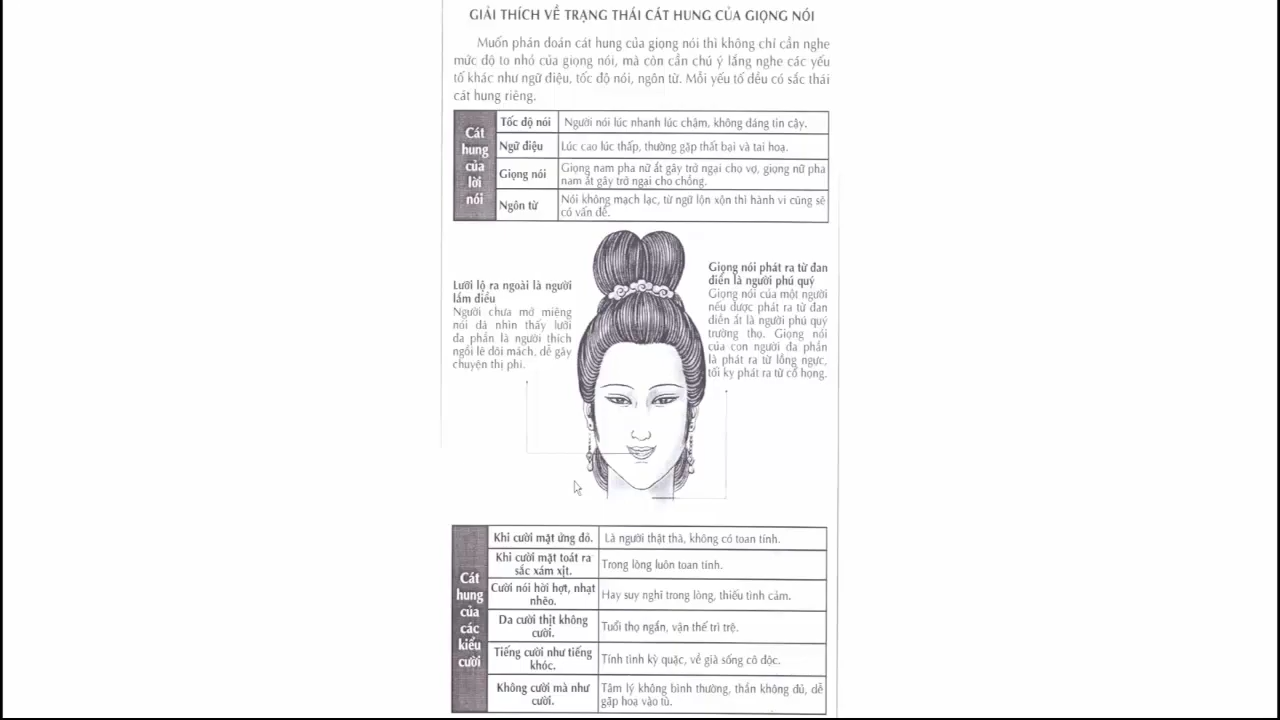 GIẢI THÍCH VỀ TRẠNG THÁI CÁT HUNG CỦA GIỌNG NÓI
Muốn phán đoán cát hung của giọng nói thì không chỉ cần nghe
mức độ to nhỏ của giọng nói, mà còn cần chú ý lắng nghe các yếu
tố khác như ngữ điệu, tốc độ nói, ngôn từ. Mỗi yếu tố đều có sắc thái
cát hung riêng.
Cát
hung
của
lời
nói
Tốc độ nói
Người nói lúc nhanh lúc chậm, không đáng tin cậy.
Ngữ điệu
Lúc cao lúc thấp, thường gặp thất bại và tai hoạ.
Giọng nói
Giọng nam pha nữ ắt gây trở ngại cho vợ, giọng nữ pha
nam ắt gây trở ngại cho chồng.
Ngôn từ
Nói không mạch lạc, từ ngữ lộn xộn thì hành vi cũng sẽ
có vấn đề.
Lưỡi lộ ra ngoài là người
lắm điều
Người chưa mở miệng
nói đã nhìn thấy lưỡi
đa phần là người thích
ngồi lê đôi mách, dễ gây
chuyện thị phi.
Giọng nói phát ra từ đan
điền là người phú quý
Giọng nói của một người
nếu được phát ra từ đan
điền ắt là người phú quý
trường thọ. Giọng nói
của con người đa phần
là phát ra từ lồng ngực,
tối kỵ phát ra từ cổ họng.
Cát
hung
của
các
kiểu
cười
Khi cười mặt ửng đỏ.
Là người thật thà, không có toan tính.
Khi cười mặt toát ra
sắc xám xịt.
Trong lòng luôn toan tính.
Cười nói hời hợt, nhạt
nhẽo.
Hay suy nghĩ trong lòng, thiếu tình cảm.
Da cười thịt không
cười.
Tuổi thọ ngắn, vận thế trì trệ.
Tiếng cười như tiếng
khóc.
Tính tình kỳ quặc, về già sống cô độc.
Không cười mà như
cười.
Tâm lý không bình thường, thần không đủ, dễ
gặp hoạ vào tù.